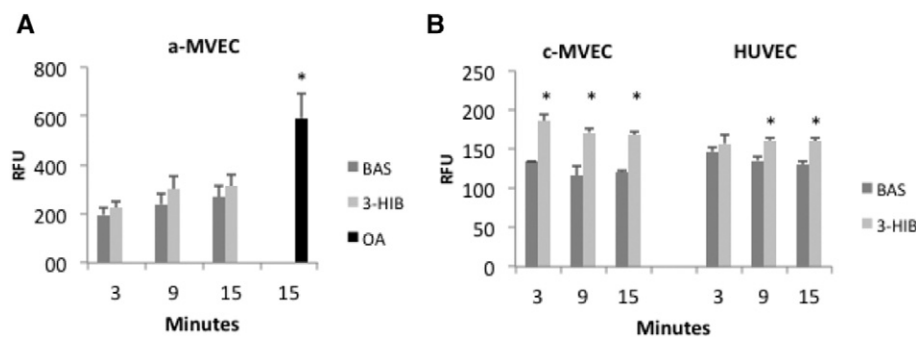 A
a-MVEC
800
600
400
200
00
RFU
*
3 9 15 15
Minutes
BAS
3-HIB
OA
B
c-MVEC HUVEC
250
200
150
100
50
0
RFU
* * * * *
3 9 15 3 9 15
Minutes
BAS
3-HIB